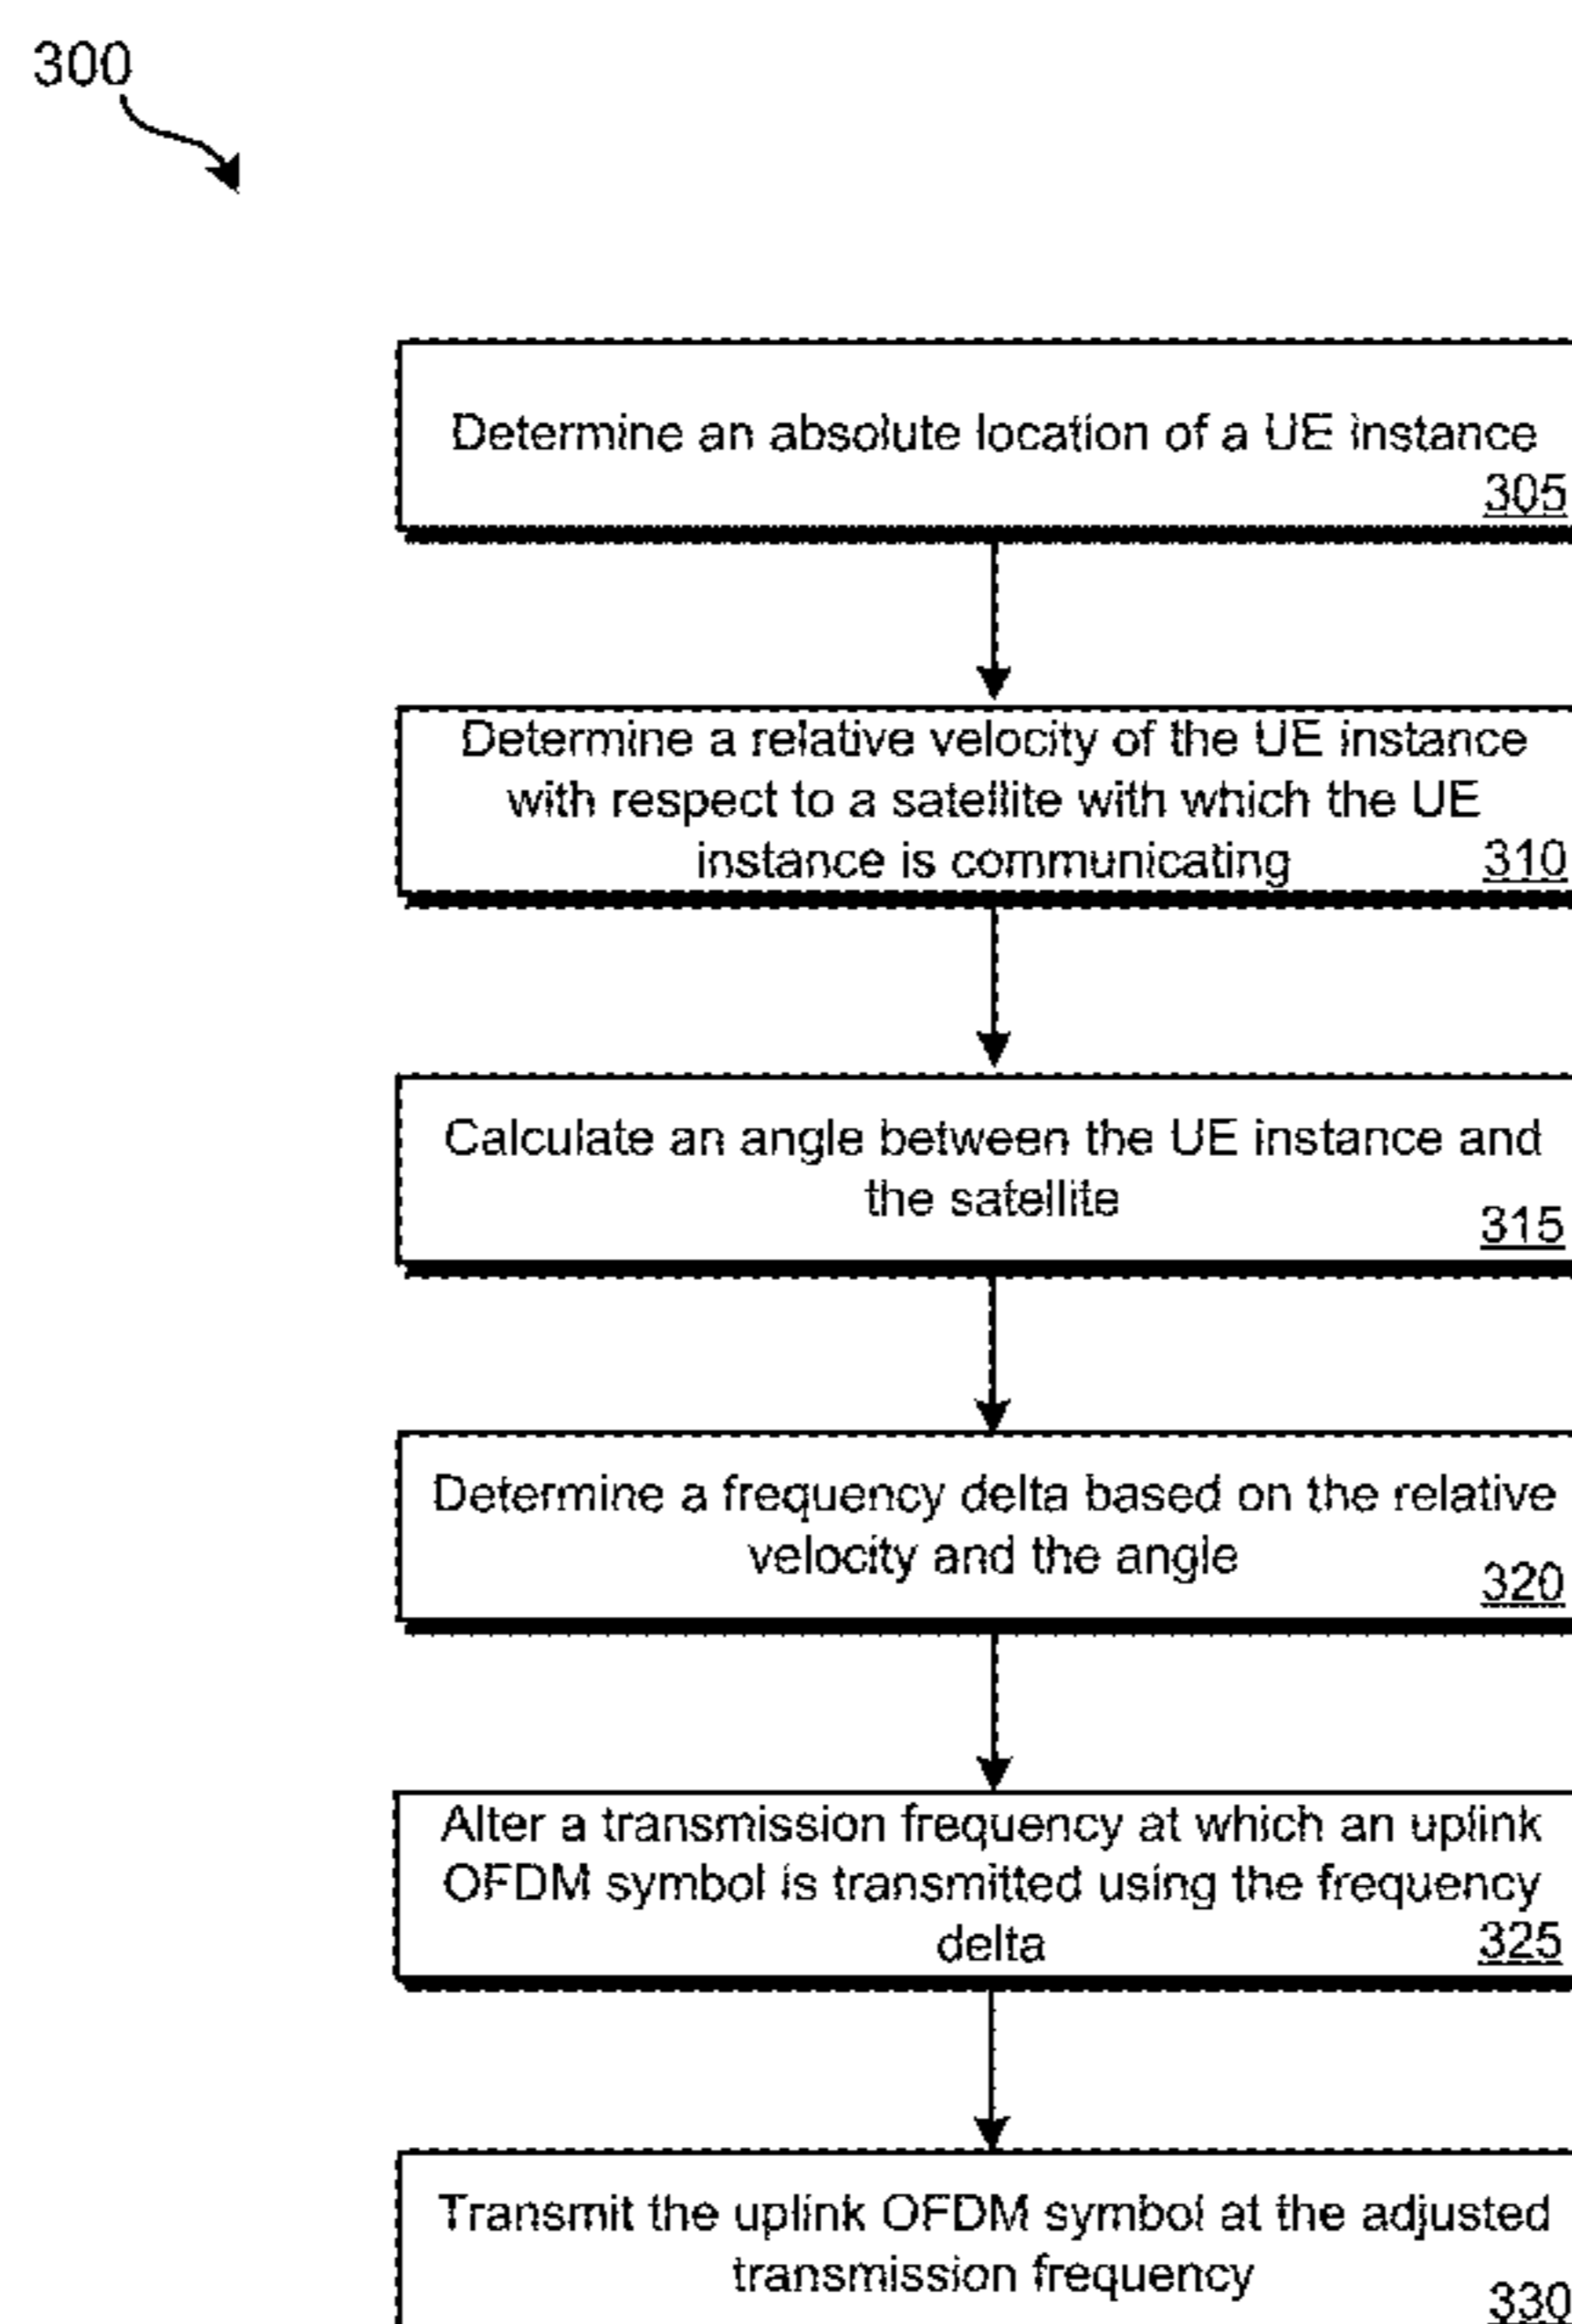 300
Determine an absolute location of a UE instance
305
Determine a relative velocity of the UE instance
with respect to a satellite with which the UE
instance is communicating
310
Calculate an angle between the UE instance and
the satellite
315
Determine a frequency delta based on the relative
velocity and the angle
320
Alter a transmission frequency at which an uplink
OFDM symbol is transmitted using the frequency
delta
325
Transmit the uplink OFDM symbol at the adjusted
transmission frequency
330